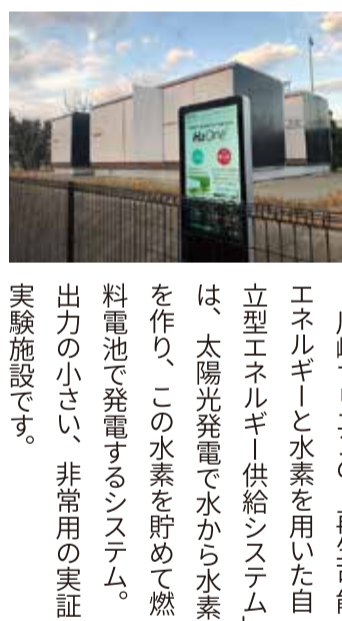 H2One
エネルギーと水素を用いた自
立型エネルギー供給システム」
は、太陽光発電で水から水素
を作り、この水素を貯めて燃
料電池で発電するシステム。
出力の小さい、非常用の実証
実験施設です。